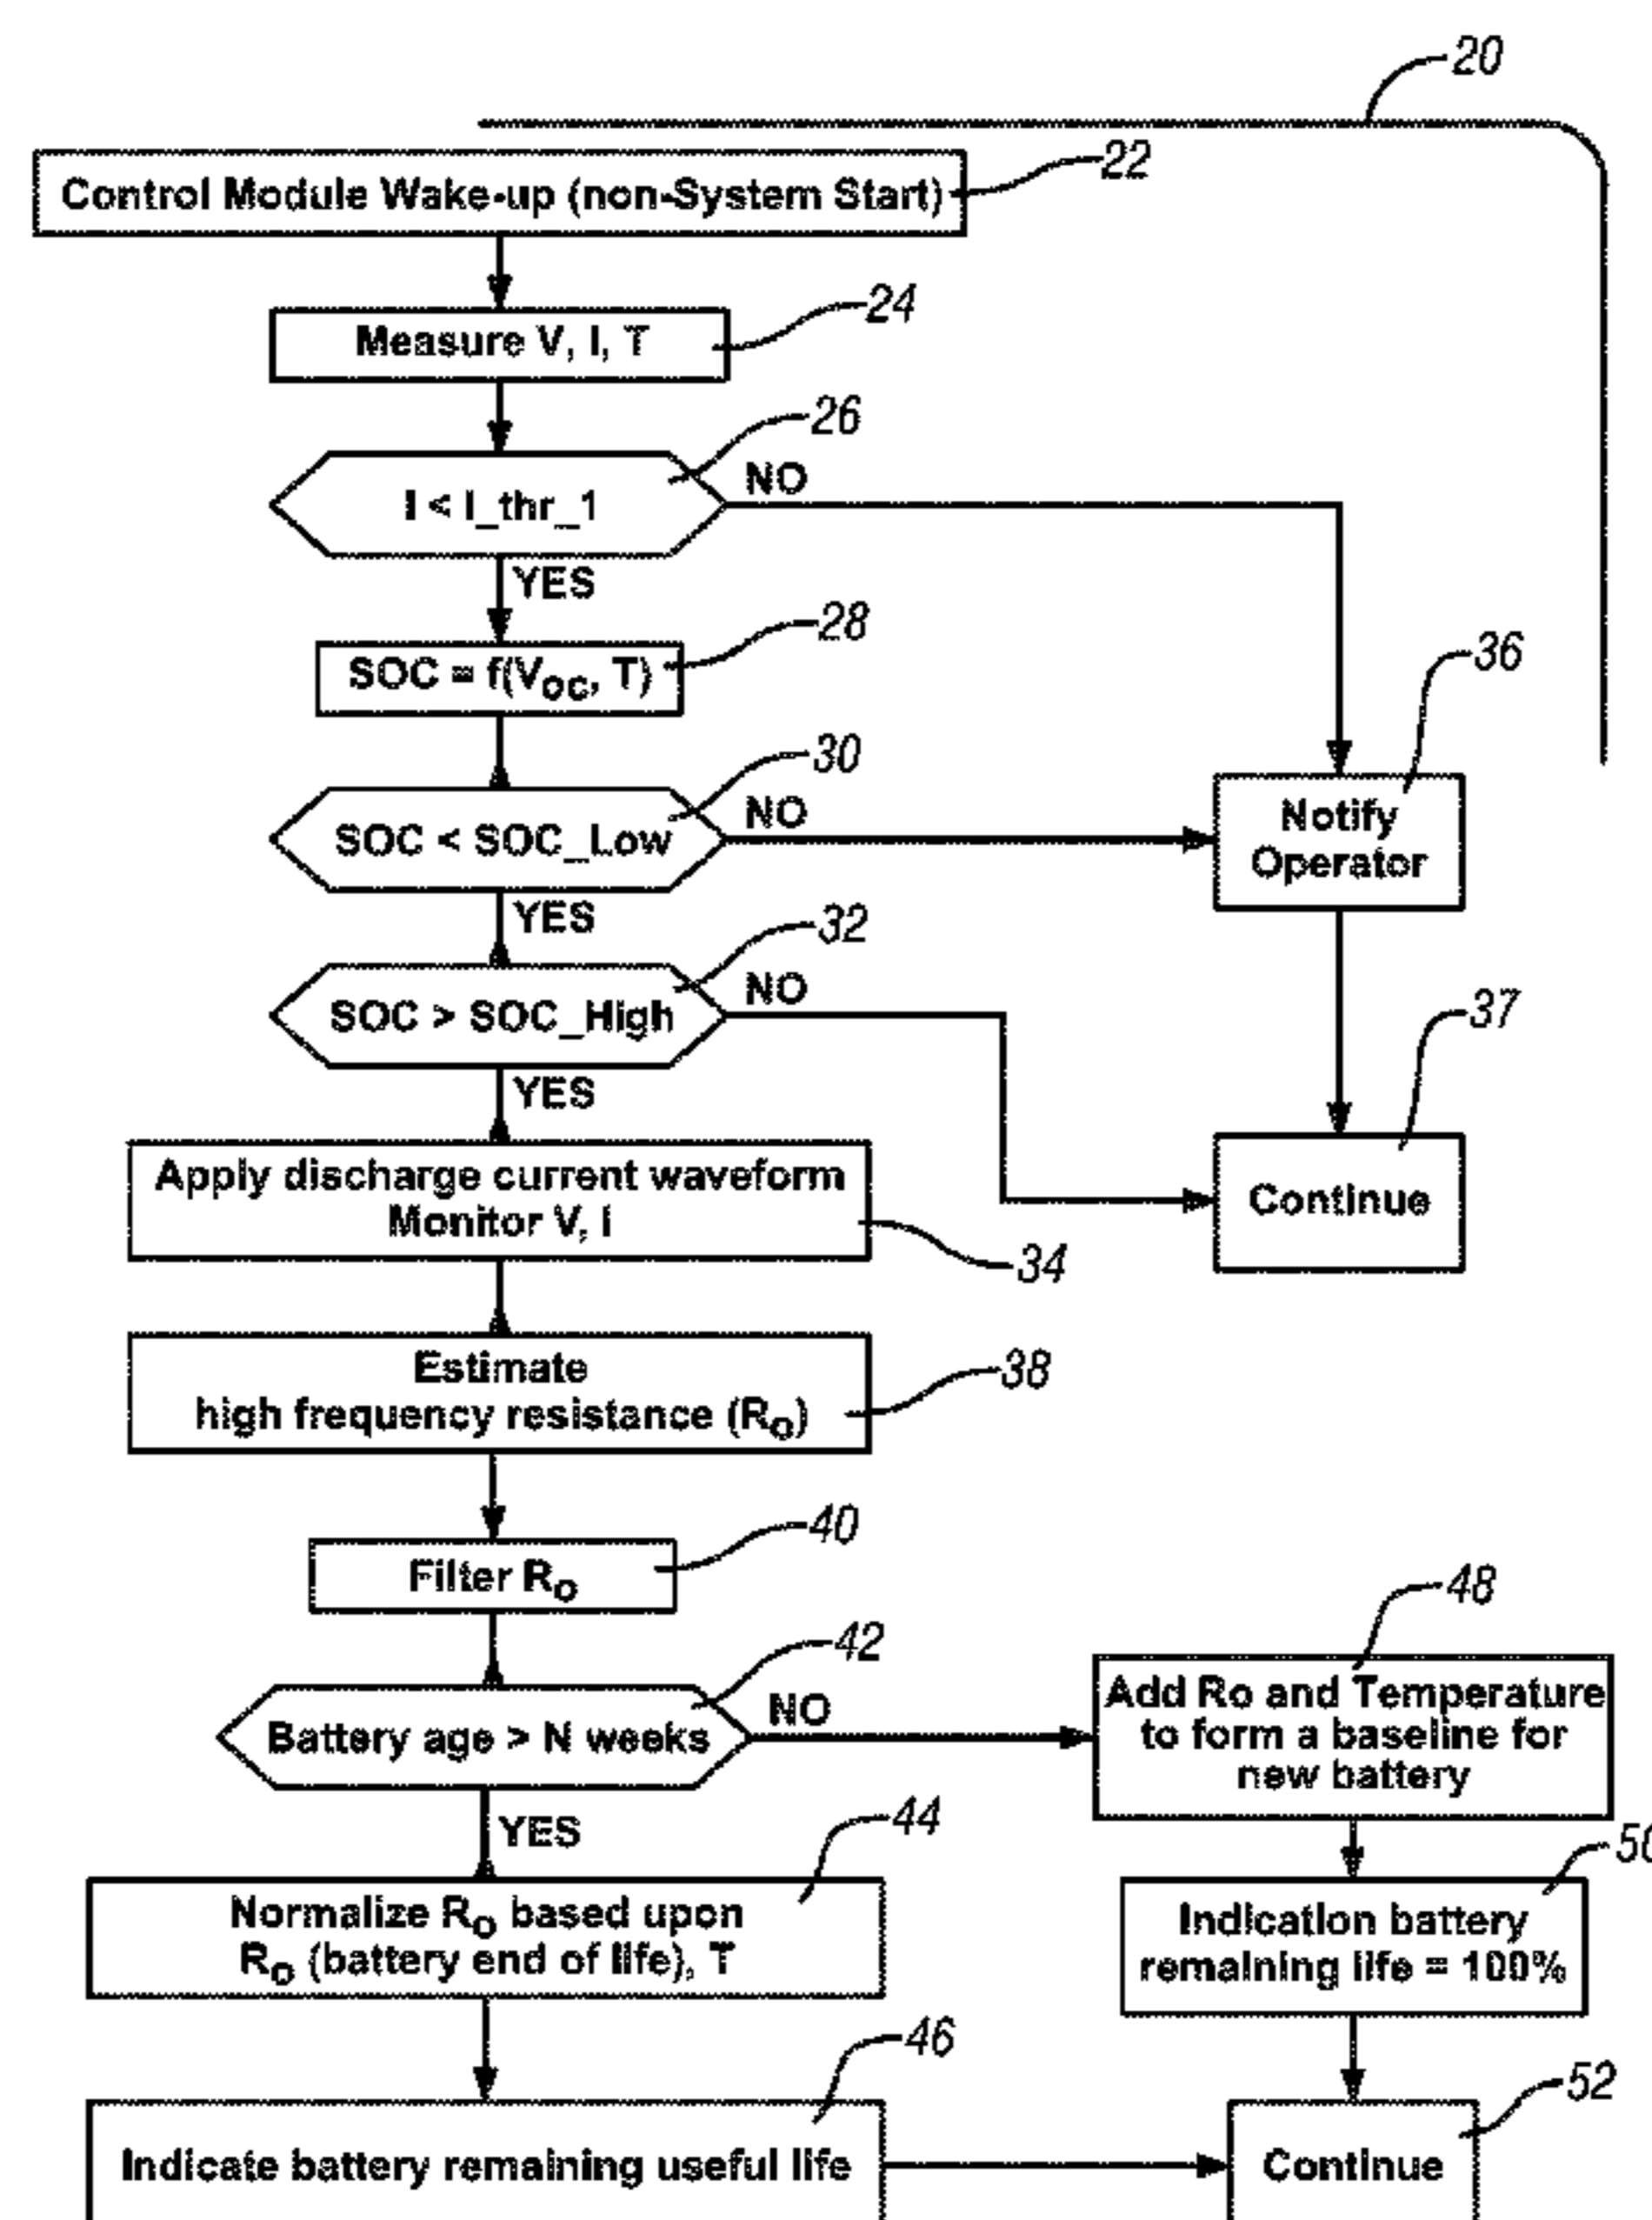 20
Control Module Wake-up (non-System Start)
22
Measure V, I, T
24
I < I_thr_1
26
NO
YES
SOC = f(VOC, T)
28
SOC < SOC_Low
30
NO
YES
36
Notify
Operator
SOC > SOC_High
32
NO
YES
37
Continue
Apply discharge current waveform
Monitor V, I
34
Estimate
high frequency resistance (RO)
38
Filter RO
40
Battery age > N weeks
42
NO
YES
48
Add Ro and Temperature
to form a baseline for
new battery
44
Normalize RO based upon
RO (battery end of life), T
50
Indication battery
remaining life = 100%
46
Indicate battery remaining useful life
52
Continue